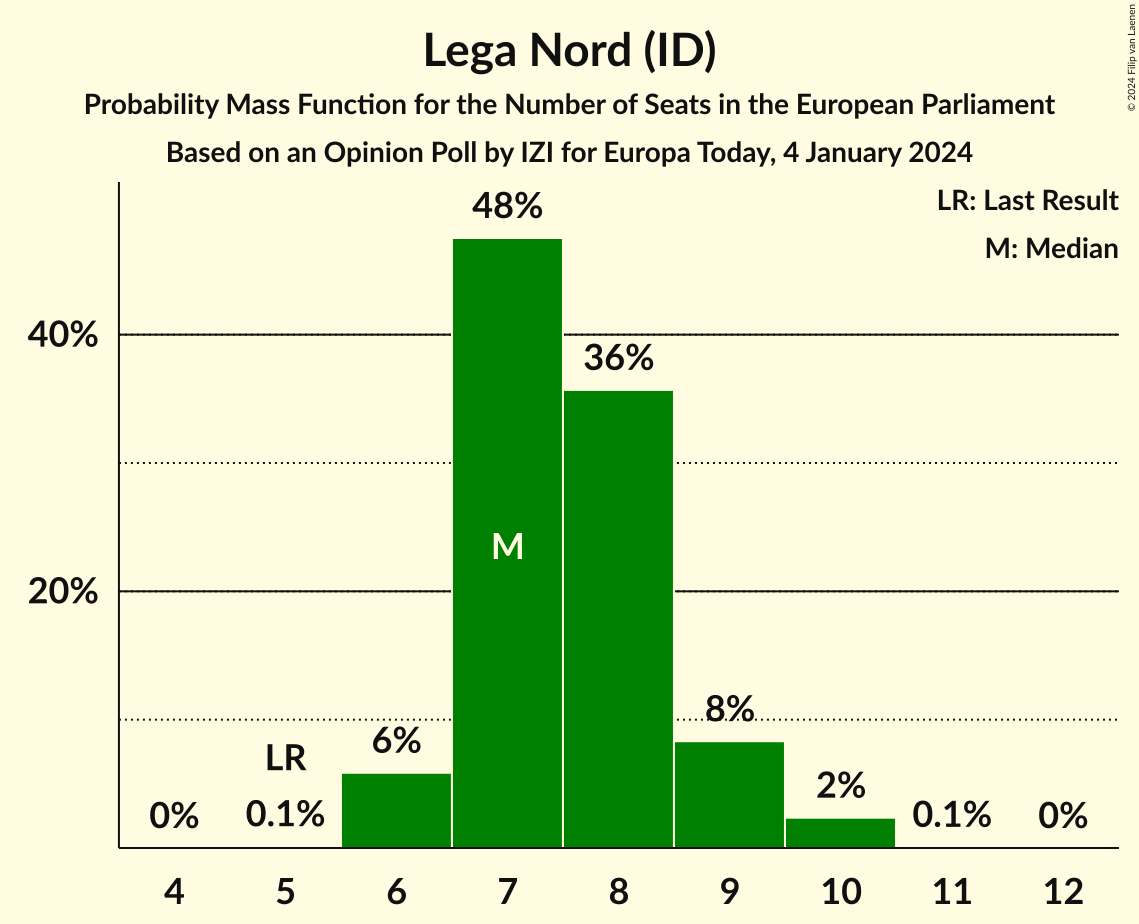 Lega Nord (ID)
Probability Mass Function for the Number of Seats in the European Parliament
Based on an Opinion Poll by IZI for Europa Today, 4 January 2024
© 2024 Filip van Laenen
LR: Last Result
M: Median
48%
40%
36%
M
20%
8%
6%
LR
2%
0%
0.1%
0.1%
0%
4 5 6 7 8 9 10 11 12